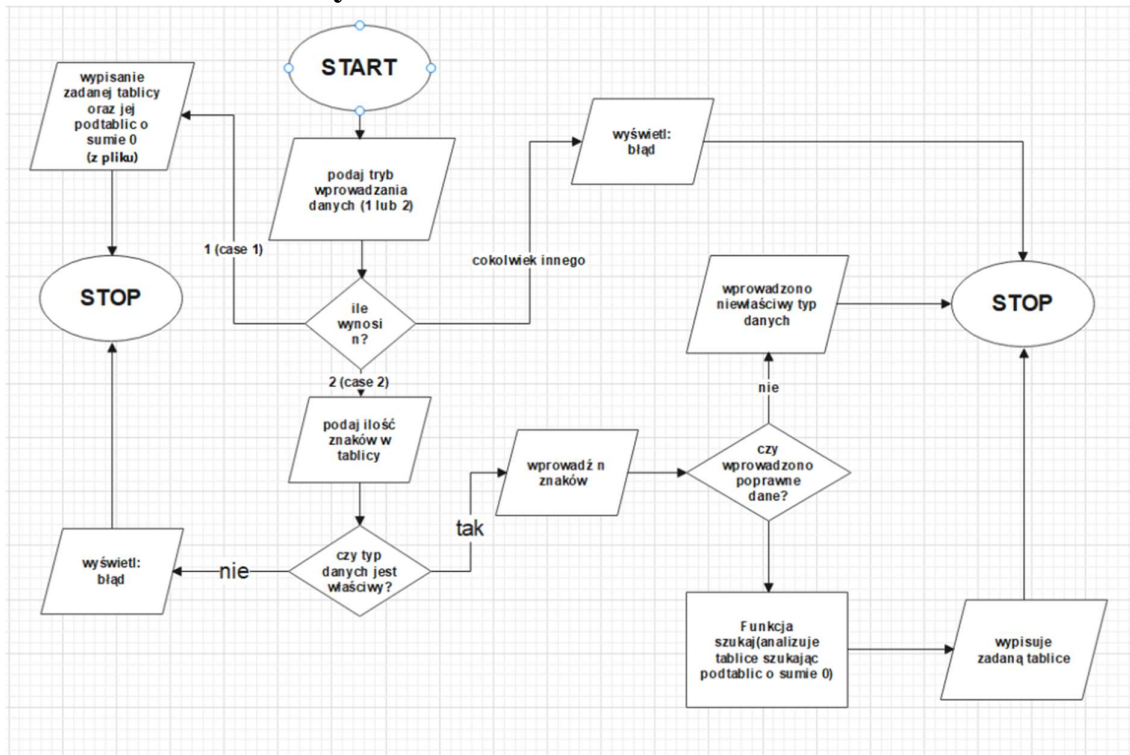 START
wypisanie
zadanej tablicy
oraz jej
podtablic o
sumie 0
(z pliku)
podaj tryb
wprowadzania
danych (1 lub 2)
wyświetl:
błąd
1 (case 1)
cokolwiek innego
STOP
ile
wynosi
n?
wprowadzono
niewłaściwy typ
danych
STOP
2 (case 2)
nie
podaj ilość
znaków w
tablicy
wprowadź n
znaków
czy
wprowadzono
poprawne
dane?
tak
wyświetl:
błąd
nie
czy typ
danych jest
właściwy?
Funkcja
szukaj(analizuje
tablice szukając
podtablic o sumie 0)
wypisuje
zadaną tablice